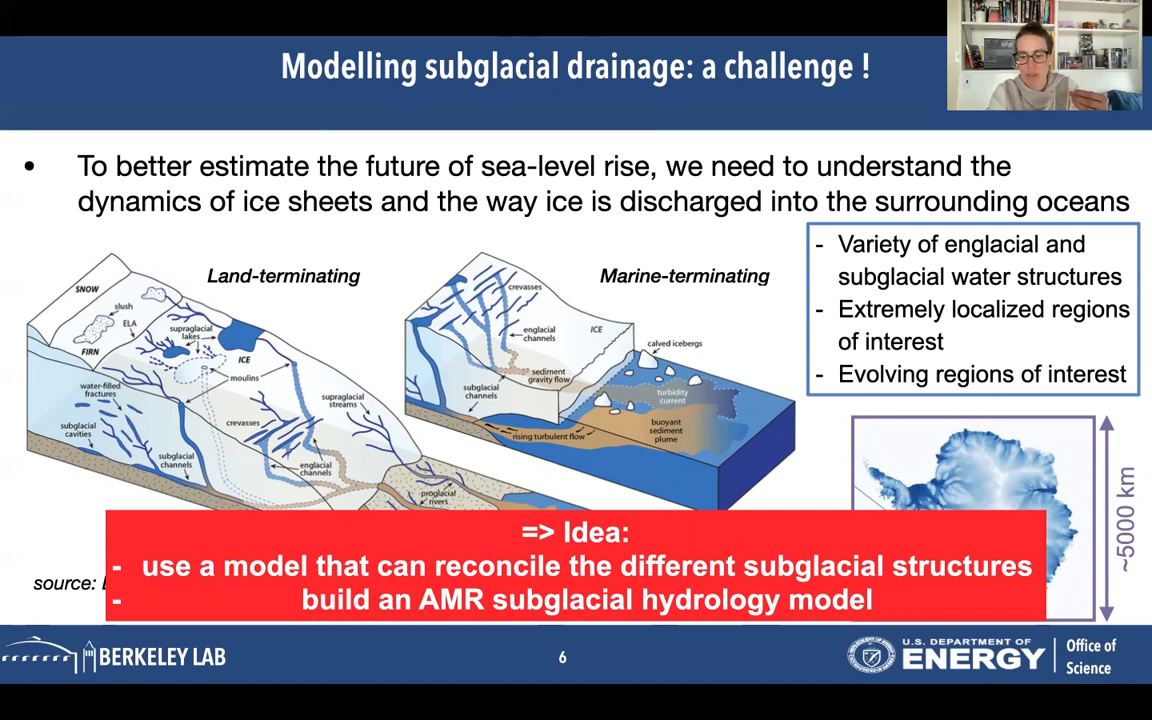 Modelling subglacial drainage: a challenge !
• To better estimate the future of sea-level rise, we need to understand the
dynamics of ice sheets and the way ice is discharged into the surrounding oceans
Land-terminating
SNOW
slush
ELA
FIRN
supraglacial
lakes
ICE
moulins
water-filled
fractures
supraglacial
streams
crevasses
subglacial
cavities
subglacial
channels
englacial
channels
proglacial
rivers
Marine-terminating
crevasses
ICE
englacial
channels
calved icebergs
sediment
gravity flow
subglacial
channels
turbidity
current
buoyant
sediment
plume
rising turbulent flow
- Variety of englacial and
subglacial water structures
- Extremely localized regions
of interest
- Evolving regions of interest
~5000 km
=> Idea:
- use a model that can reconcile the different subglacial structures
- build an AMR subglacial hydrology model
source:
BERKELEY LAB
6
U.S. DEPARTMENT OF
ENERGY
Office of
Science